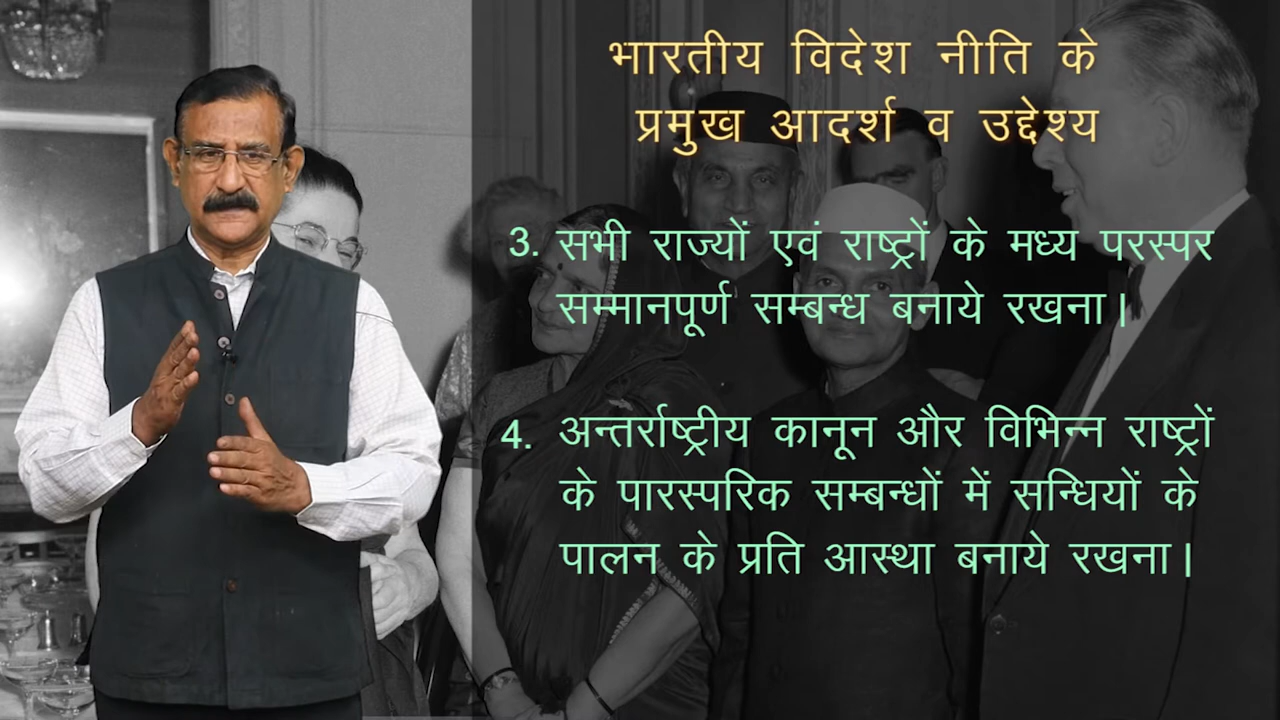 भारतीय विदेश नीति के
प्रमुख आदर्श व उद्देश्य
3. सभी राज्यों एवं राष्ट्रों के मध्य परस्पर
सम्मानपूर्ण सम्बन्ध बनाये रखना।
4. अन्तर्राष्ट्रीय कानून और विभिन्न राष्ट्रों
के पारस्परिक सम्बन्धों में सन्धियों के
पालन के प्रति आस्था बनाये रखना।